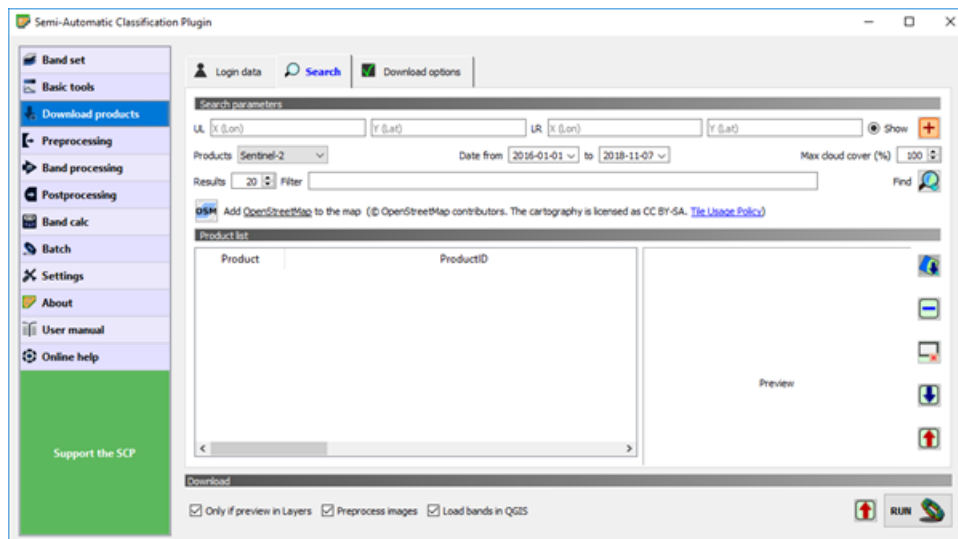 Semi-Automatic Classification Plugin
Band set
Basic tools
Download products
Preprocessing
Band processing
Postprocessing
Band calc
Batch
Settings
About
User manual
Online help
Support the SCP
Login data Search Download options
Search parameters
UL X (Lon) Y (Lat) LR X (Lon) Y (Lat) Show
Products Sentinel-2 Date from 2016-01-01 to 2018-11-07 Max cloud cover (%) 100
Results 20 Filter Find
OSM Add OpenStreetMap to the map (© OpenStreetMap contributors. The cartography is licensed as CC BY-SA. Tile Usage Policy)
Product list
Product ProductID
Preview
Download
Only if preview in Layers Preprocess images Load bands in QGIS
RUN